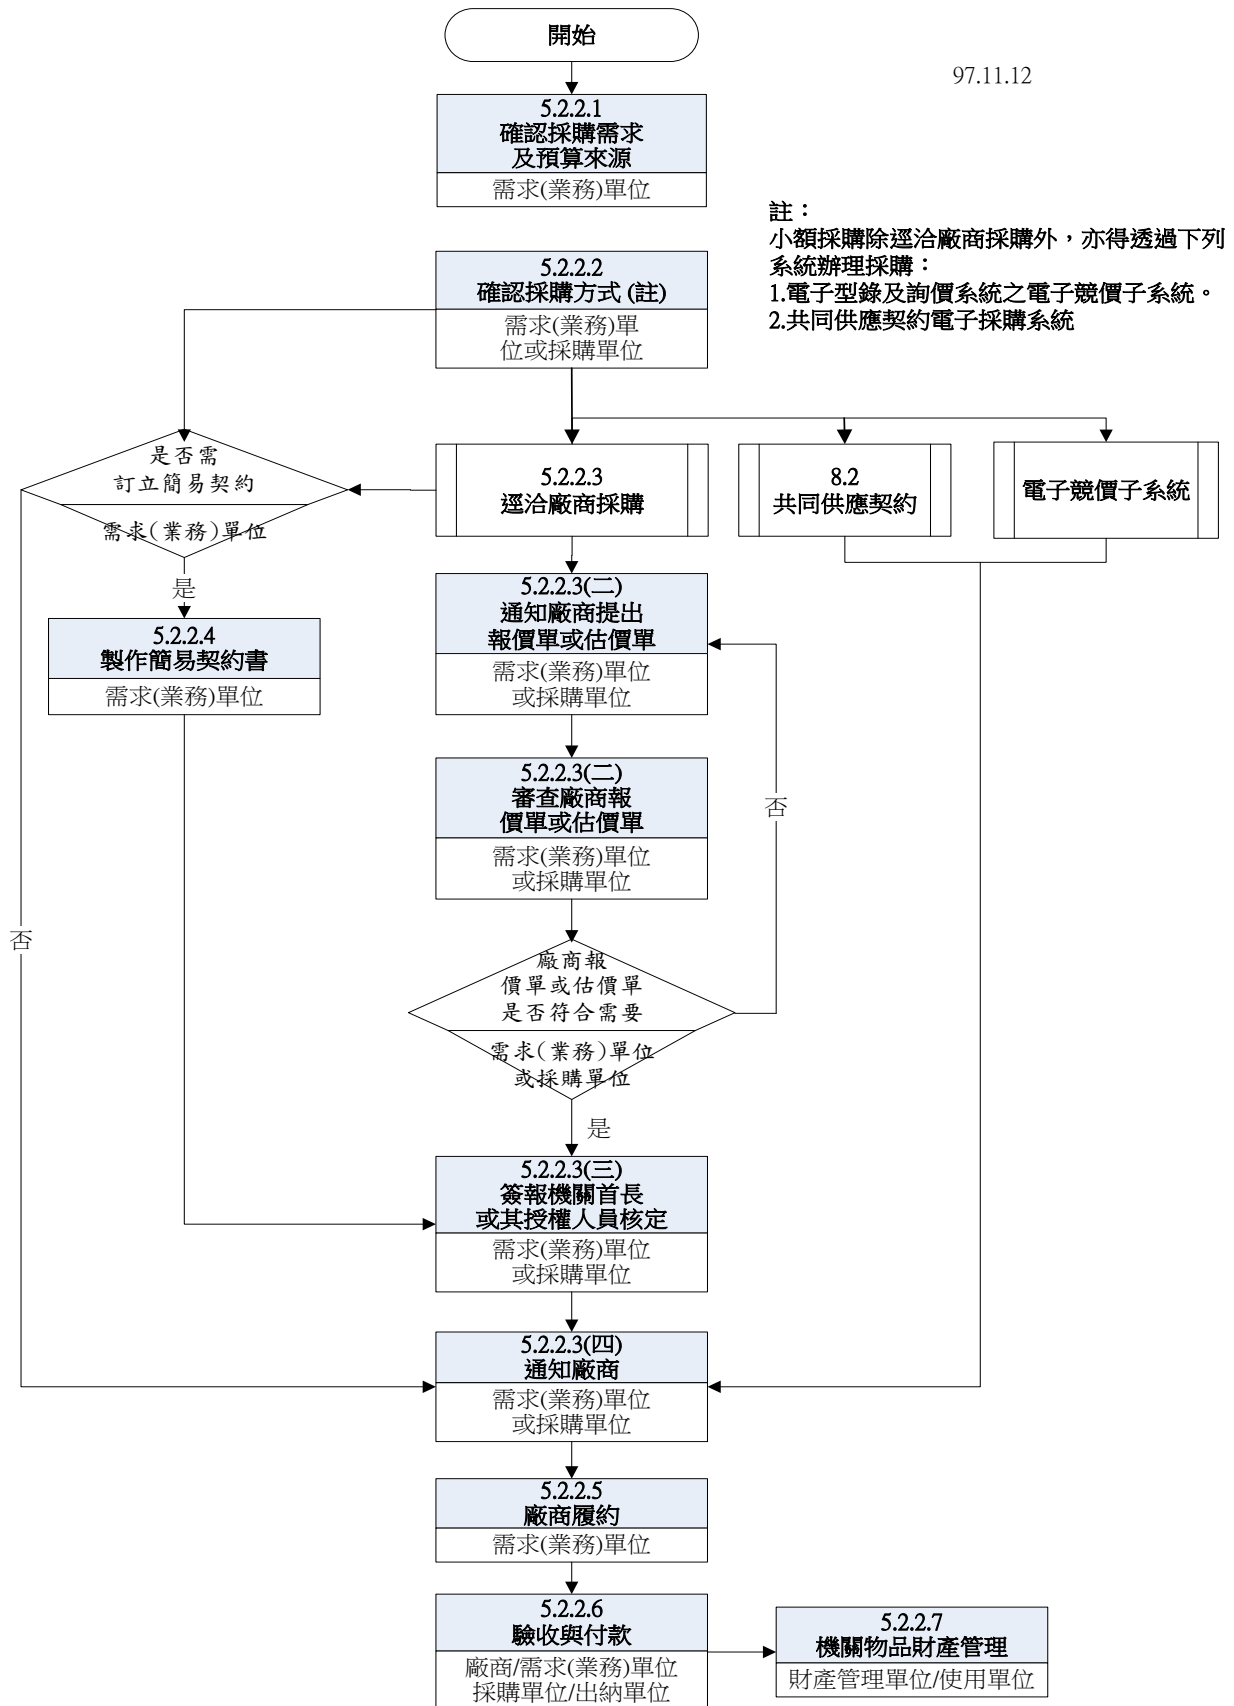 開始
97.11.12
5.2.2.1
確認採購需求
及預算來源
需求(業務)單位
註：
小額採購除逕洽廠商採購外，亦得透過下列
系統辦理採購：
1.電子型錄及詢價系統之電子競價子系統。
2.共同供應契約電子採購系統
5.2.2.2
確認採購方式 (註)
需求(業務)單
位或採購單位
是否需
訂立簡易契約
需求(業務)單位
5.2.2.3
逕洽廠商採購
8.2
共同供應契約
電子競價子系統
是
5.2.2.4
製作簡易契約書
需求(業務)單位
5.2.2.3(二)
通知廠商提出
報價單或估價單
需求(業務)單位
或採購單位
5.2.2.3(二)
審查廠商報
價單或估價單
需求(業務)單位
或採購單位
否
否
廠商報
價單或估價單
是否符合需要
需求(業務)單位
或採購單位
是
5.2.2.3(三)
簽報機關首長
或其授權人員核定
需求(業務)單位
或採購單位
5.2.2.3(四)
通知廠商
需求(業務)單位
或採購單位
5.2.2.5
廠商履約
需求(業務)單位
5.2.2.6
驗收與付款
廠商/需求(業務)單位
採購單位/出納單位
5.2.2.7
機關物品財產管理
財產管理單位/使用單位